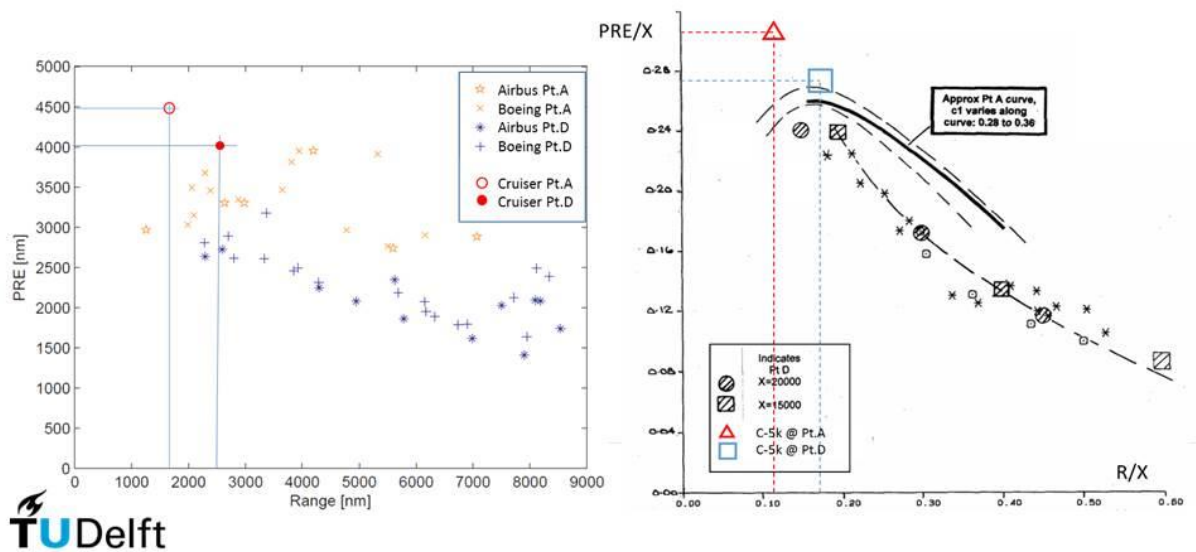 PRE [nm]
5000
4500
4000
3500
3000
2500
2000
1500
1000
500
0
0
1000
2000
3000
4000
5000
6000
7000
8000
9000
Range [nm]
Airbus Pt.A
Boeing Pt.A
Airbus Pt.D
Boeing Pt.D
Cruiser Pt.A
Cruiser Pt.D
TUDelft
PRE/X
0.28
0.24
0.20
0.16
0.12
0.08
0.04
0.00
0.00
0.10
0.20
0.30
0.40
0.50
0.60
R/X
Approx Pt A curve,
c1 varies along
curve: 0.28 to 0.36
Indicates
Pt D
X=20000
X=15000
C-5k @ Pt.A
C-5k @ Pt.D